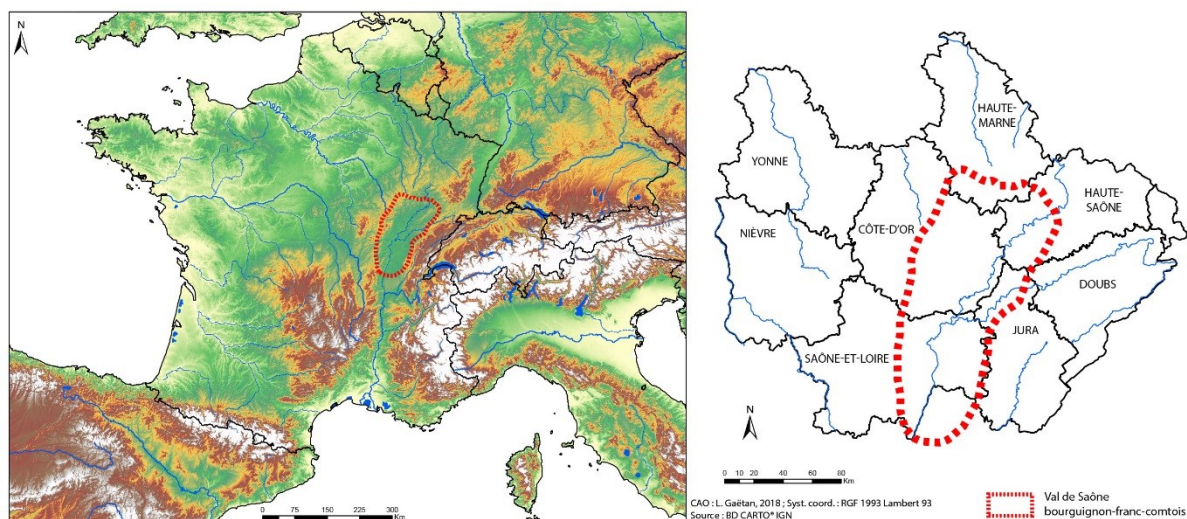 N
0 75 150 225 300
Km
HAUTE-
MARNE
YONNE
HAUTE-
SAÔNE
CÔTE-D'OR
NIÈVRE
DOUBS
JURA
SAÔNE-ET-LOIRE
N
0 10 20 40 60 80
Km
CAO : L. Gaëtan, 2018 ; Syst. coord. : RGF 1993 Lambert 93
Source : BD CARTO® IGN
Val de Saône
bourguignon-franc-comtois